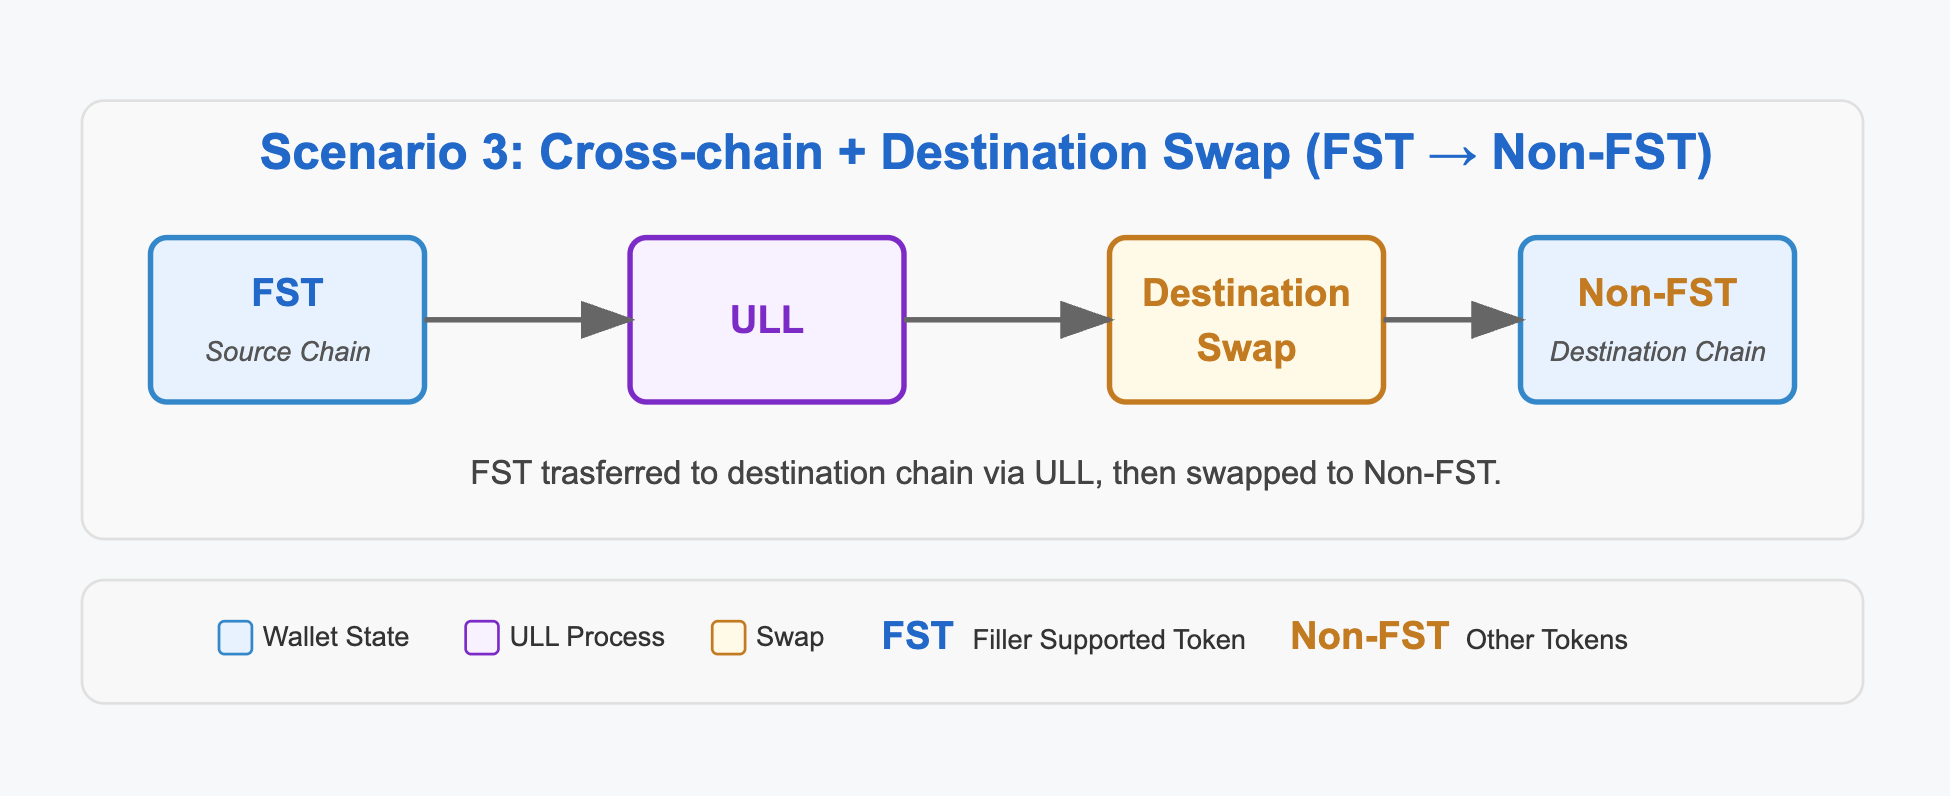 Scenario 3: Cross-chain + Destination Swap (FST → Non-FST)
FST
Source Chain
ULL
Destination
Swap
Non-FST
Destination Chain
FST trasferred to destination chain via ULL, then swapped to Non-FST.
Wallet State
ULL Process
Swap
FST Filler Supported Token
Non-FST Other Tokens